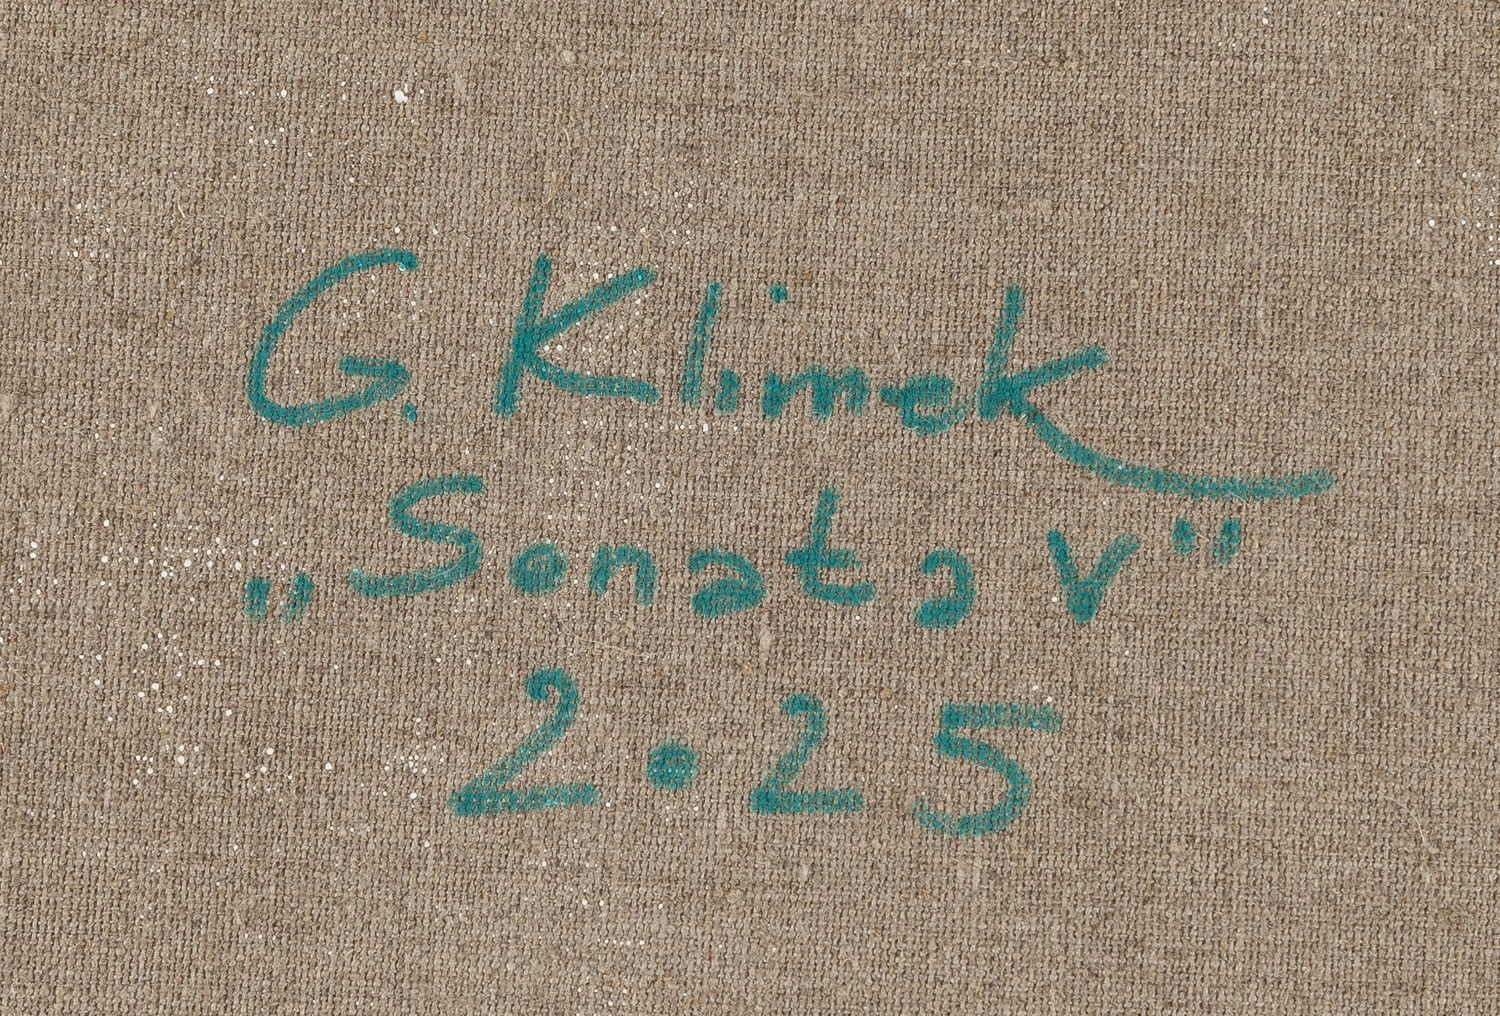 G. Klimek
„Sonata V"
2.25